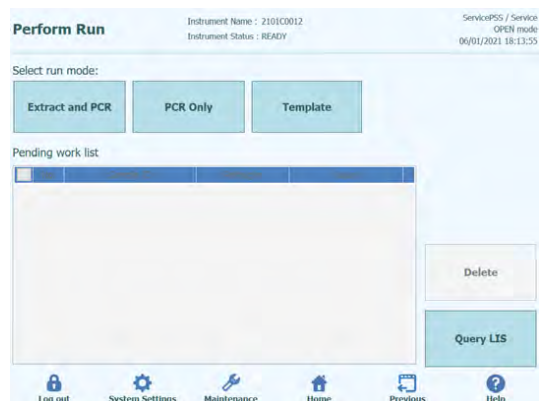 Perform Run
Instrument Name : 2101C0012
Instrument Status : READY
ServicePSS / Service
OPEN mode
06/01/2021 18:13:55
Select run mode:
Extract and PCR
PCR Only
Template
Pending work list
Delete
Query LIS
Log out
System Settings
Maintenance
Home
Previous
Help